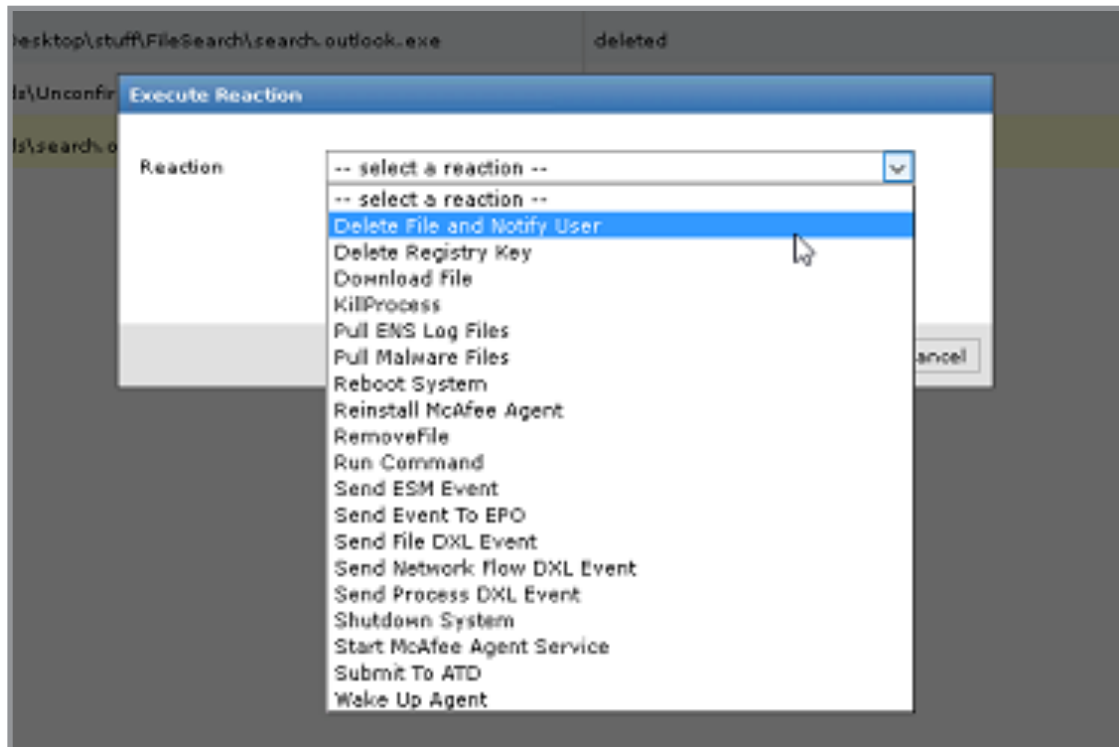 Desktop\stuff\FileSearch\search.outlook.exe deleted
ds\Unconfir
Execute Reaction
ds\search.o
Reaction
-- select a reaction --
-- select a reaction --
Delete File and Notify User
Delete Registry Key
Download File
KillProcess
Pull ENS Log Files
Pull Malware Files
Reboot System
ancel
Reinstall McAfee Agent
RemoveFile
Run Command
Send ESM Event
Send Event To EPO
Send File DXL Event
Send Network Flow DXL Event
Send Process DXL Event
Shutdown System
Start McAfee Agent Service
Submit To ATD
Wake Up Agent